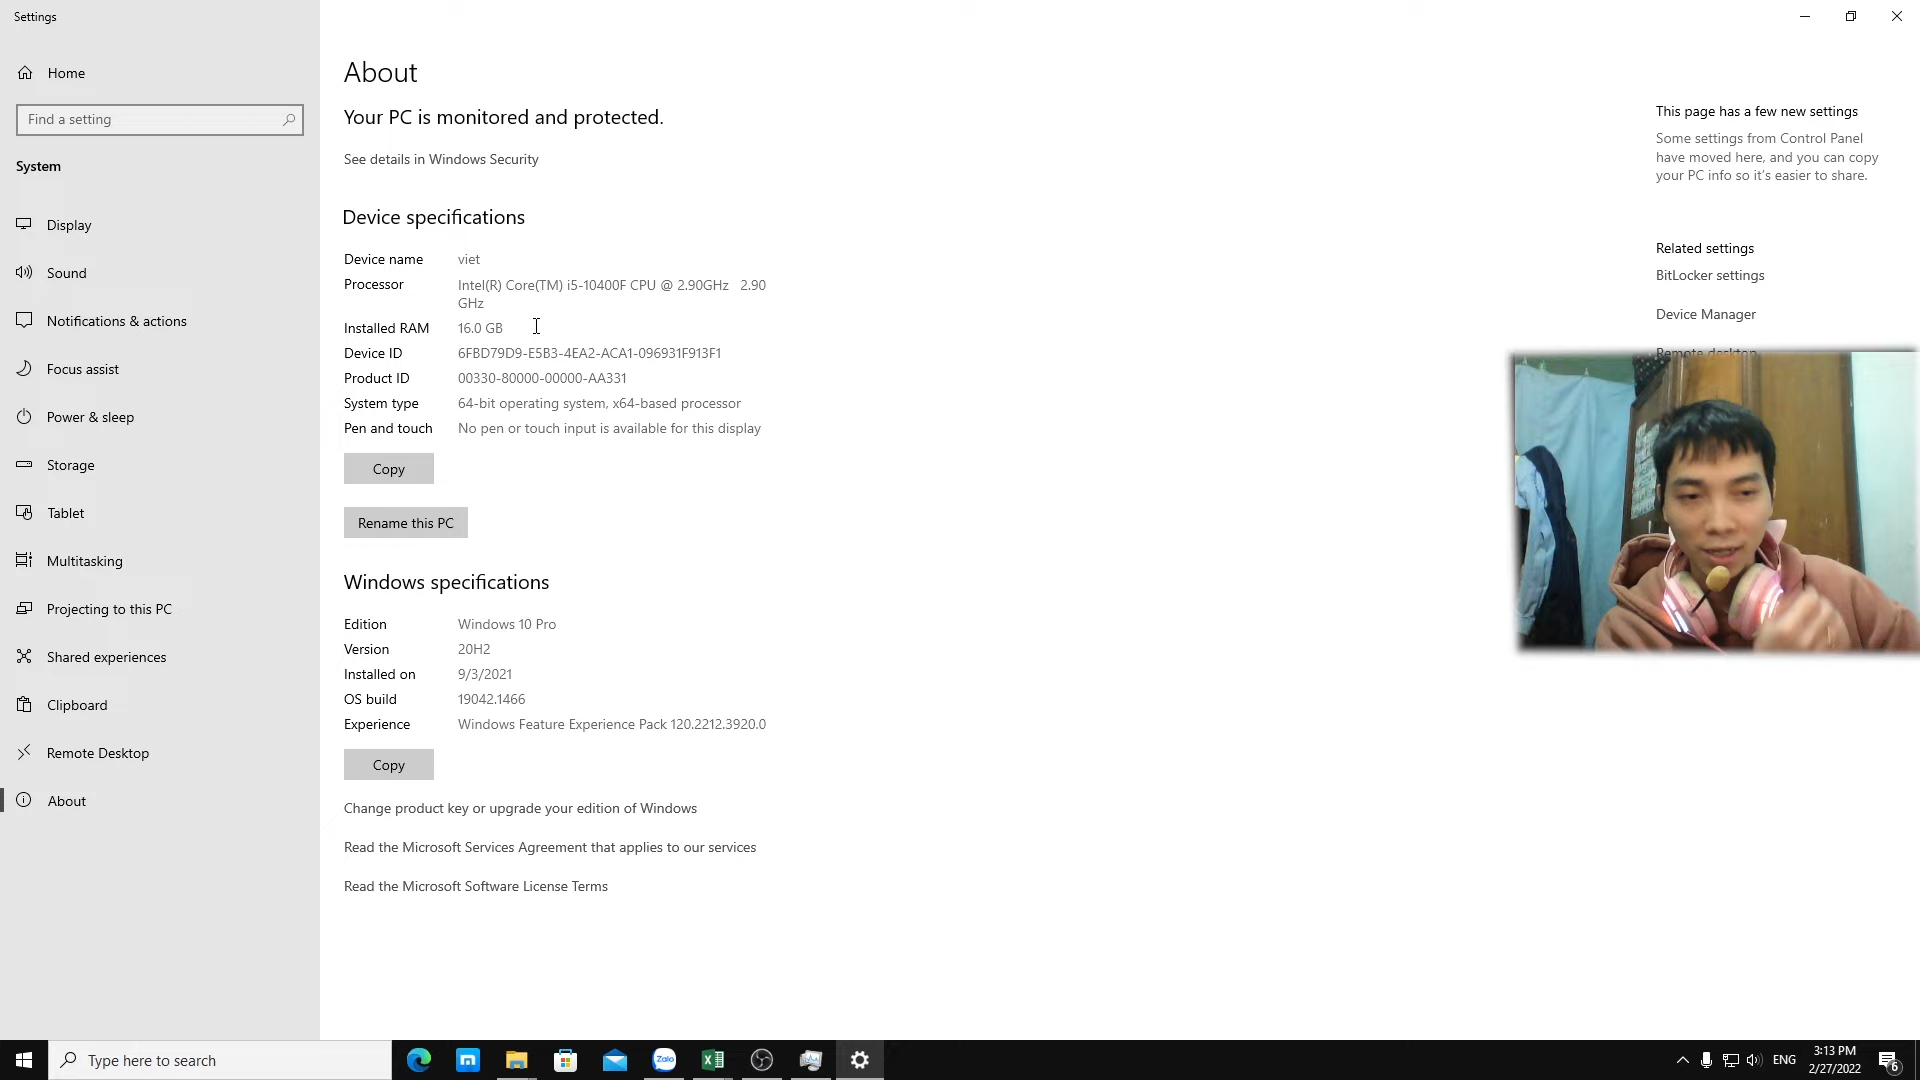 Settings
Home
Find a setting
System
Display
Sound
Notifications & actions
Focus assist
Power & sleep
Storage
Tablet
Multitasking
Projecting to this PC
Shared experiences
Clipboard
Remote Desktop
About
About
Your PC is monitored and protected.
See details in Windows Security
Device specifications
Device name viet
Processor Intel(R) Core(TM) i5-10400F CPU @ 2.90GHz 2.90
GHz
Installed RAM 16.0 GB
Device ID 6FBD79D9-E5B3-4EA2-ACA1-096931F913F1
Product ID 00330-80000-00000-AA331
System type 64-bit operating system, x64-based processor
Pen and touch No pen or touch input is available for this display
Copy
Rename this PC
Windows specifications
Edition Windows 10 Pro
Version 20H2
Installed on 9/3/2021
OS build 19042.1466
Experience Windows Feature Experience Pack 120.2212.3920.0
Copy
Change product key or upgrade your edition of Windows
Read the Microsoft Services Agreement that applies to our services
Read the Microsoft Software License Terms
This page has a few new settings
Some settings from Control Panel
have moved here, and you can copy
your PC info so it's easier to share.
Related settings
BitLocker settings
Device Manager
Remote desktop
Type here to search
Zalo
ENG
3:13 PM
2/27/2022
6